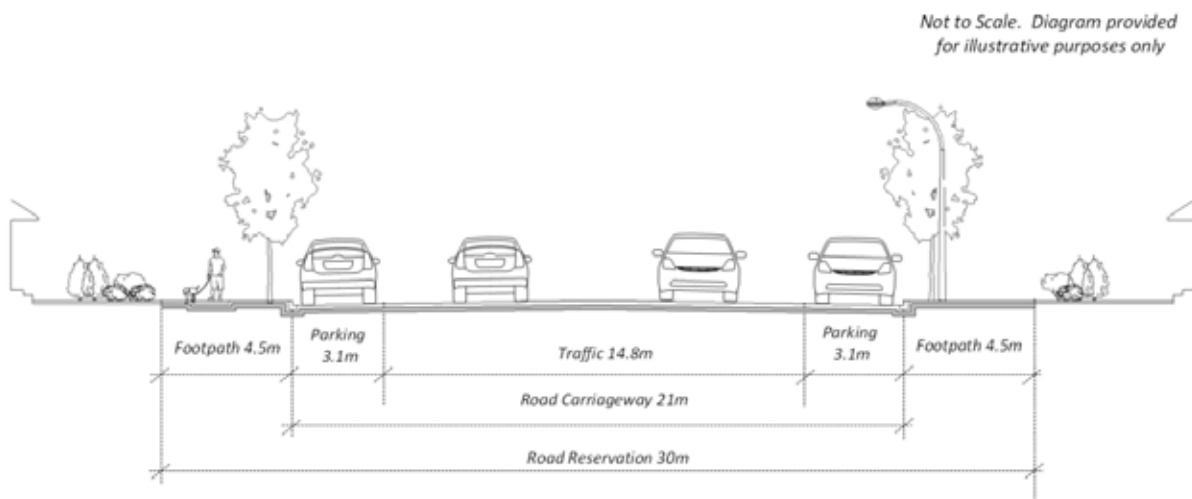 Not to Scale. Diagram provided
for illustrative purposes only
Footpath 4.5m
Parking
3.1m
Traffic 14.8m
Parking
3.1m
Footpath 4.5m
Road Carriageway 21m
Road Reservation 30m